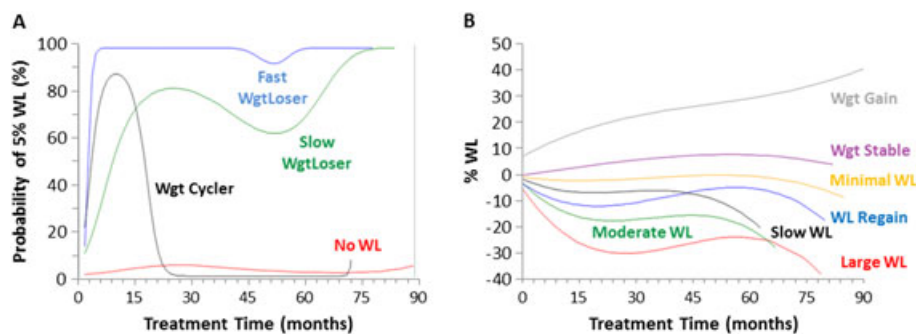 A
Probability of 5% WL (%)
100
80
60
40
20
0
Fast
WgtLoser
Slow
WgtLoser
Wgt Cycler
No WL
0 15 30 45 60 75 90
Treatment Time (months)
B
% WL
50
40
30
20
10
0
-10
-20
-30
-40
Wgt Gain
Wgt Stable
Minimal WL
WL Regain
Moderate WL
Slow WL
Large WL
0 15 30 45 60 75 90
Treatment Time (months)